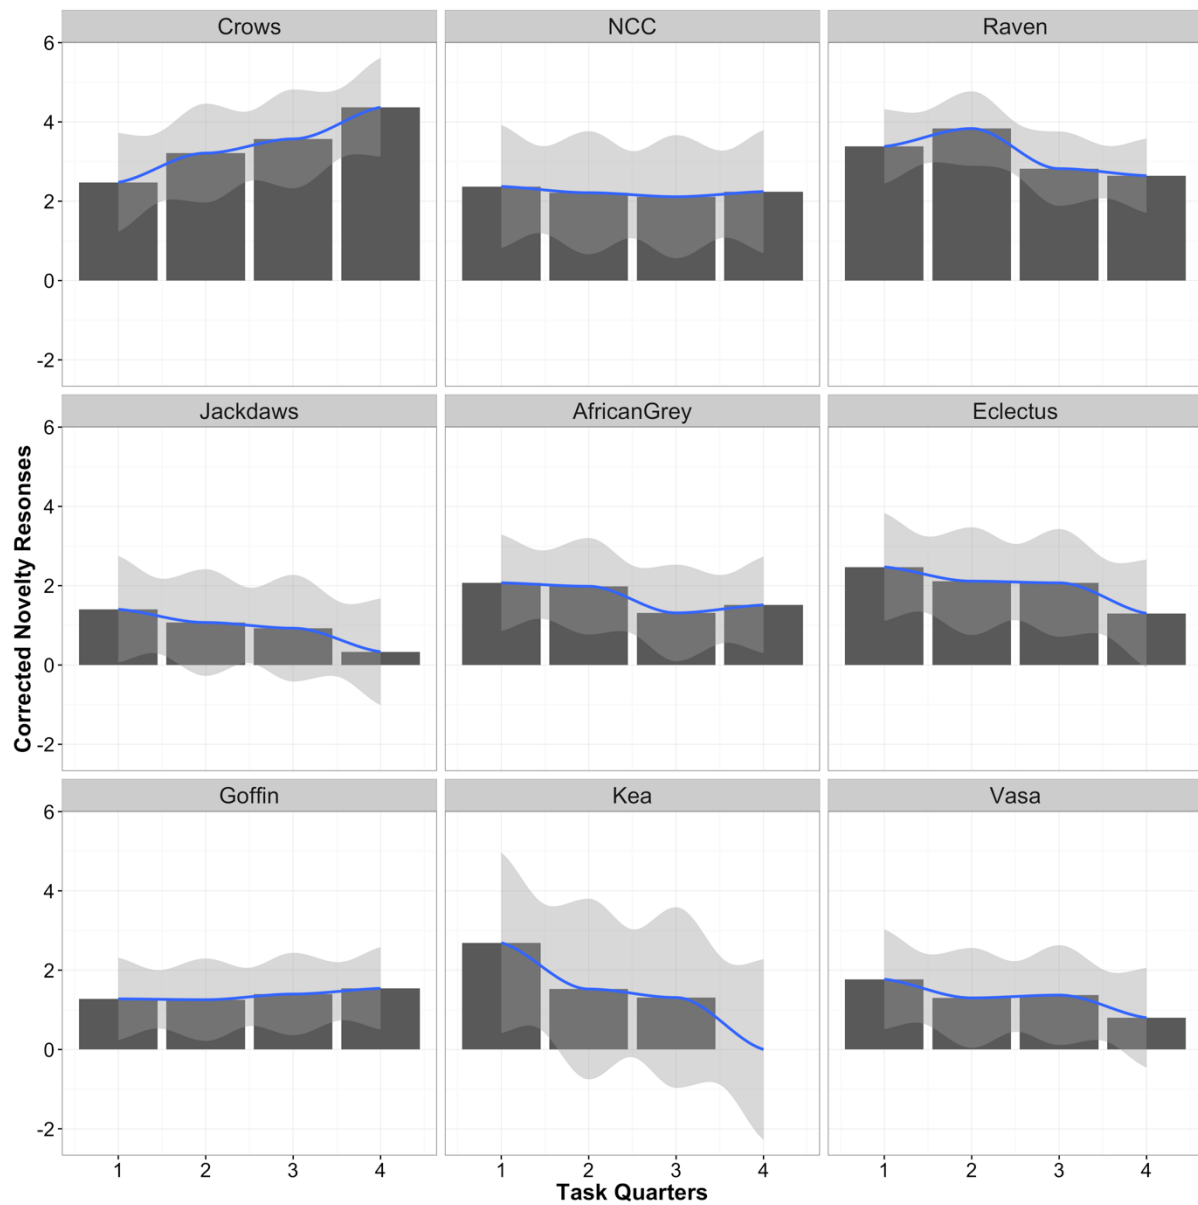 Crows NCC Raven
6
4
2
0
-2
Jackdaws AfricanGrey Eclectus
6
4
2
0
-2
Goffin Kea Vasa
6
4
2
0
-2
1 2 3 4 1 2 3 4 1 2 3 4
Corrected Novelty Resonses
Task Quarters